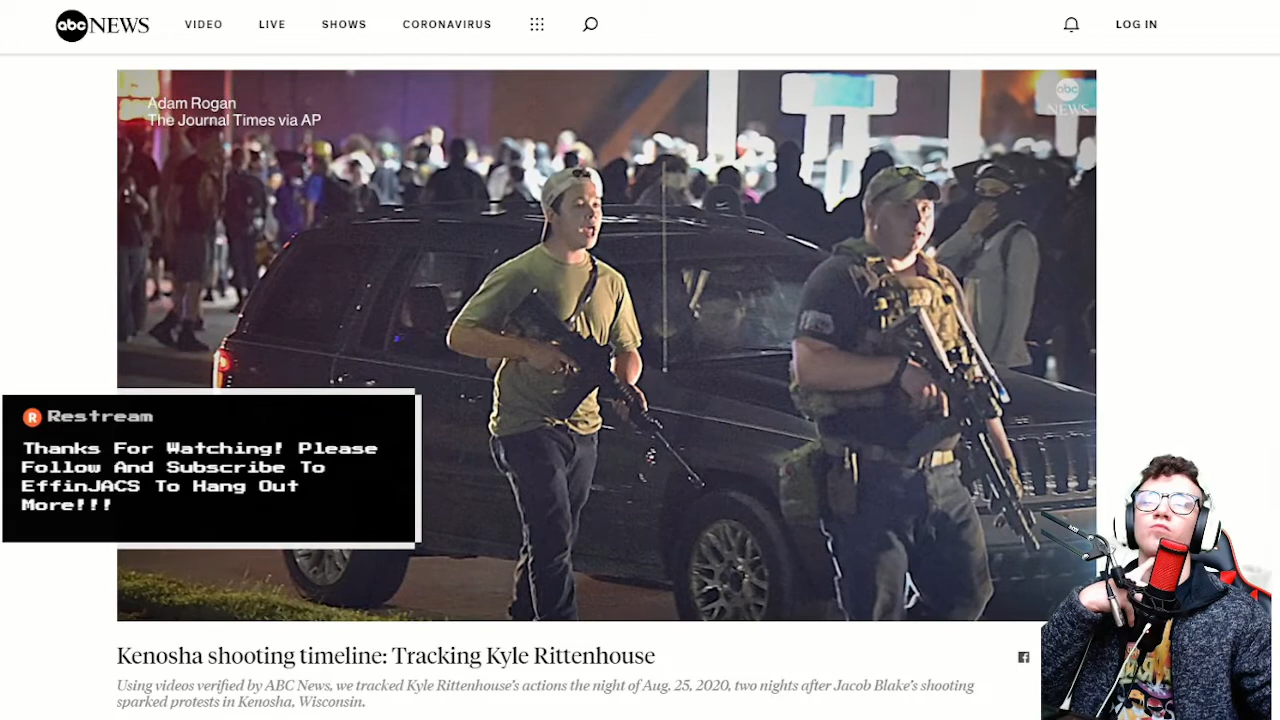 abc NEWS
VIDEO LIVE SHOWS CORONAVIRUS LOG IN
Adam Rogan
The Journal Times via AP
abc
NEWS
R Restream
Thanks For Watching! Please
Follow And Subscribe To
EffinJACS To Hang Out
More!!!
Kenosha shooting timeline: Tracking Kyle Rittenhouse
Using videos verified by ABC News, we tracked Kyle Rittenhouse's actions the night of Aug. 25, 2020, two nights after Jacob Blake's shooting
sparked protests in Kenosha, Wisconsin.